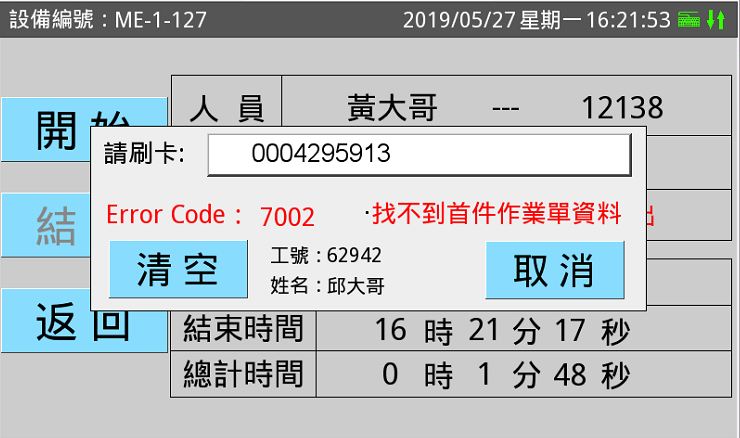 設備編號：ME-1-127
2019/05/27 星期一 16:21:53
人 員 黃大哥 --- 12138
開始
請刷卡: 0004295913
Error Code： 7002 ·找不到首件作業單資料 出
結
清空 工號：62942 取消
姓名：邱大哥
返回
結束時間 16 時 21 分 17 秒
總計時間 0 時 1 分 48 秒